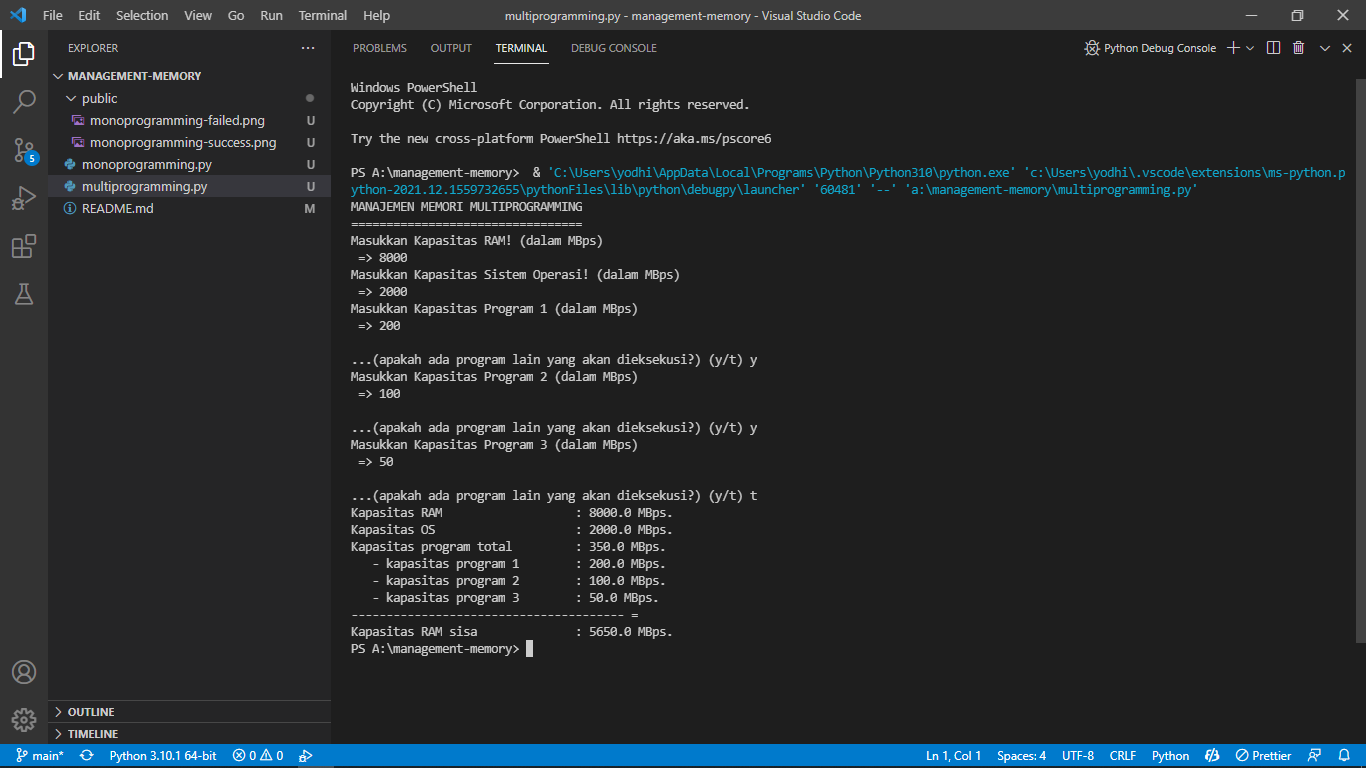 File Edit Selection View Go Run Terminal Help multiprogramming.py - management-memory - Visual Studio Code
EXPLORER
MANAGEMENT-MEMORY
public
monoprogramming-failed.png U
monoprogramming-success.png U
monoprogramming.py U
multiprogramming.py U
README.md M
5
OUTLINE
TIMELINE
PROBLEMS OUTPUT TERMINAL DEBUG CONSOLE Python Debug Console
Windows PowerShell
Copyright (C) Microsoft Corporation. All rights reserved.
Try the new cross-platform PowerShell https://aka.ms/pscore6
PS A:\management-memory>  & 'C:\Users\yodhi\AppData\Local\Programs\Python\Python310\python.exe' 'c:\Users\yodhi\.vscode\extensions\ms-python.p
ython-2021.12.1559732655\pythonFiles\lib\python\debugpy\launcher' '60481' '--' 'a:\management-memory\multiprogramming.py'
MANAJEMEN MEMORI MULTIPROGRAMMING
=================================
Masukkan Kapasitas RAM! (dalam MBps)
=> 8000
Masukkan Kapasitas Sistem Operasi! (dalam MBps)
=> 2000
Masukkan Kapasitas Program 1 (dalam MBps)
=> 200
...(apakah ada program lain yang akan dieksekusi?) (y/t) y
Masukkan Kapasitas Program 2 (dalam MBps)
=> 100
...(apakah ada program lain yang akan dieksekusi?) (y/t) y
Masukkan Kapasitas Program 3 (dalam MBps)
=> 50
...(apakah ada program lain yang akan dieksekusi?) (y/t) t
Kapasitas RAM : 8000.0 MBps.
Kapasitas OS : 2000.0 MBps.
Kapasitas program total : 350.0 MBps.
- kapasitas program 1 : 200.0 MBps.
- kapasitas program 2 : 100.0 MBps.
- kapasitas program 3 : 50.0 MBps.
--------------------------------------- =
Kapasitas RAM sisa : 5650.0 MBps.
PS A:\management-memory>
main* Python 3.10.1 64-bit 0 0 Ln 1, Col 1 Spaces: 4 UTF-8 CRLF Python Prettier